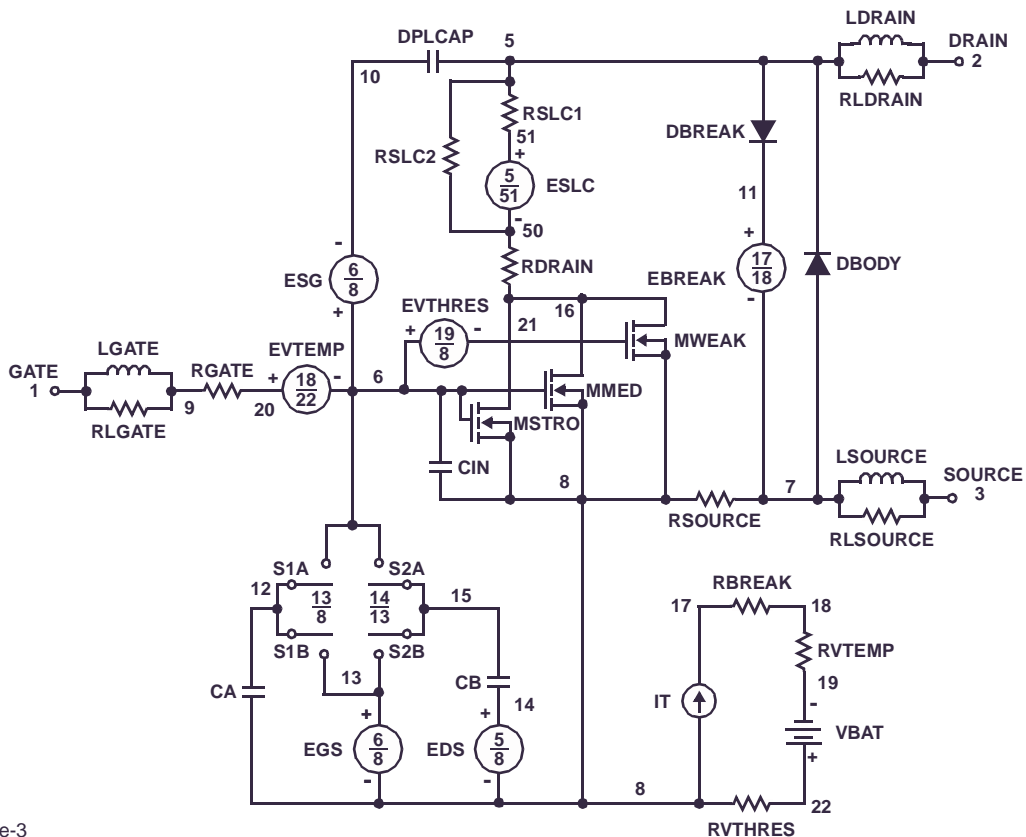 LDRAIN
DPLCAP
5
DRAIN
2
10
RLDRAIN
RSLC1
51
DBREAK
RSLC2
+
5
51
ESLC
11
-
50
-
+
RDRAIN
6
8
ESG
17
18
EBREAK
DBODY
EVTHRES
16
-
+
21
+
-
19
8
MWEAK
LGATE
EVTEMP
GATE
1
RGATE
+
-
6
18
22
MMED
9
20
MSTRO
RLGATE
LSOURCE
CIN
8
7
SOURCE
3
RSOURCE
RLSOURCE
S1A
S2A
12
13
8
14
13
15
RBREAK
17
18
S1B
S2B
RVTEMP
13
CB
19
CA
14
IT
-
+
+
VBAT
EGS
6
8
EDS
5
8
+
-
-
8
22
RVTHRES
e-3